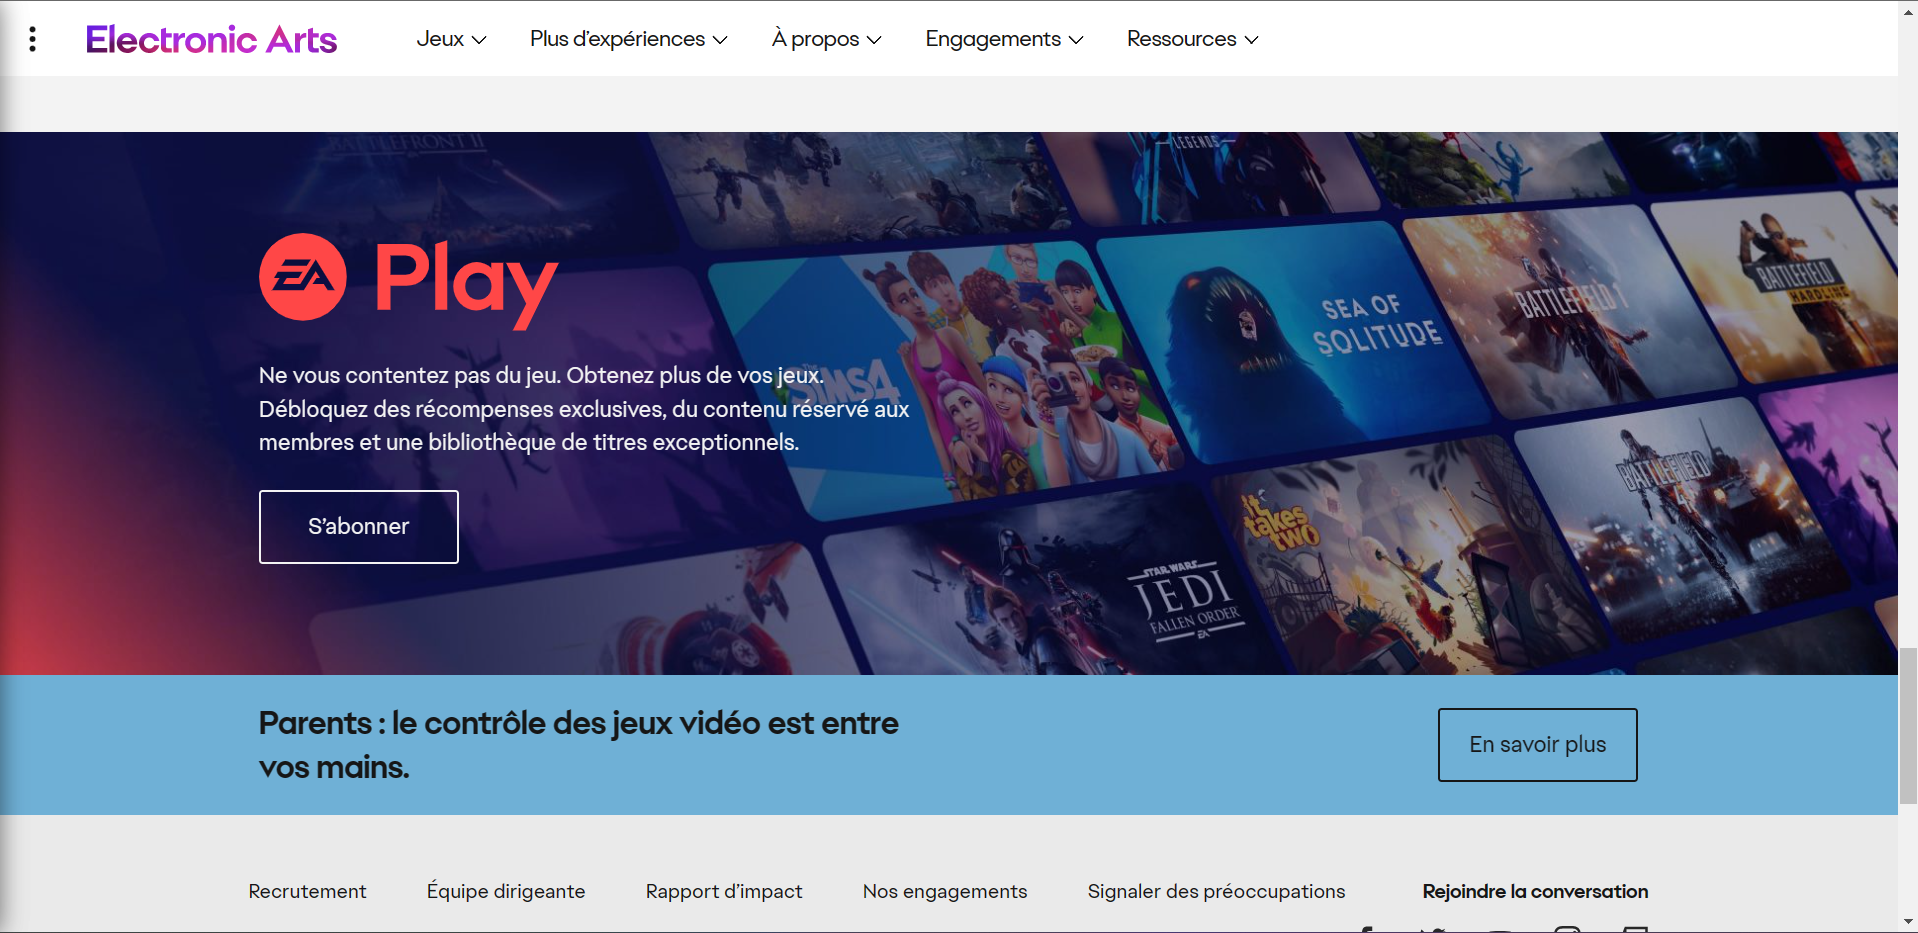 Electronic Arts
Jeux
Plus d'expériences
À propos
Engagements
Ressources
BATTLEFRONT II
LEGENDS
EA Play
Ne vous contentez pas du jeu. Obtenez plus de vos jeux.
Débloquez des récompenses exclusives, du contenu réservé aux
membres et une bibliothèque de titres exceptionnels.
S'abonner
THE SIMS 4
SEA OF
SOLITUDE
BATTLEFIELD 1
BATTLEFIELD
HARDLINE
STAR WARS
JEDI
FALLEN ORDER
EA
it
takes
two
BATTLEFIELD
4
Parents : le contrôle des jeux vidéo est entre
vos mains.
En savoir plus
Recrutement
Équipe dirigeante
Rapport d'impact
Nos engagements
Signaler des préoccupations
Rejoindre la conversation